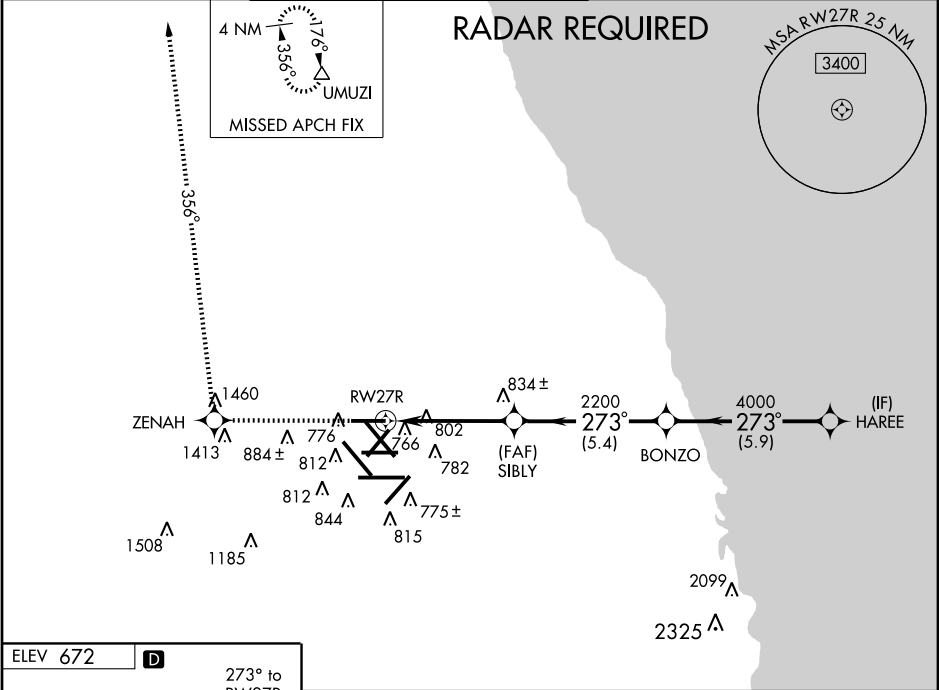 RADAR REQUIRED
MSA RW27R 25 NM
3400
4 NM
176°
356°
UMUZI
MISSED APCH FIX
356°
1460
RW27R
834 ±
2200
4000
(IF)
ZENAH
776
766
802
273°
(5.4)
273°
(5.9)
HAREE
1413
884 ±
812
782
(FAF)
SIBLY
BONZO
812
844
775 ±
815
1508
1185
2099
2325
ELEV 672
D
273° to